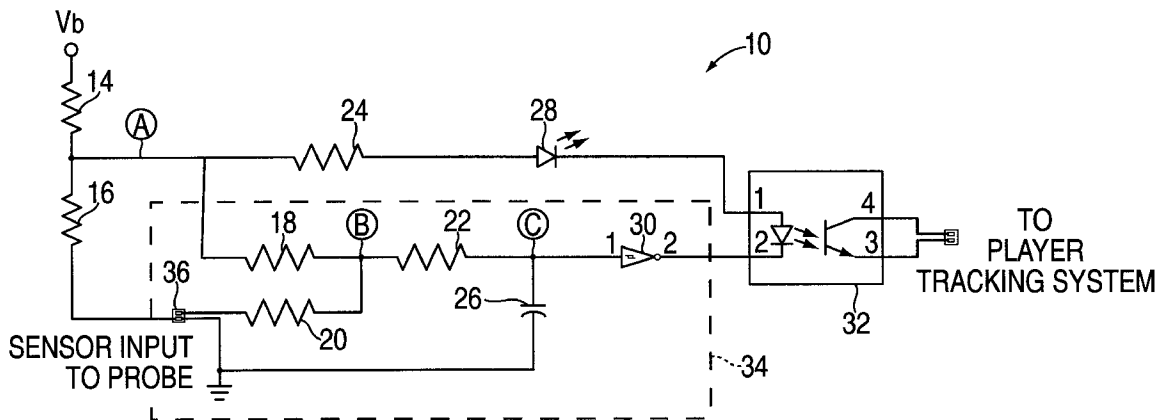 Vb
10
14
A
24
28
16
1
4
18
B
22
C
30
1
2
2
3
TO
PLAYER
TRACKING SYSTEM
36
26
20
32
SENSOR INPUT
TO PROBE
34